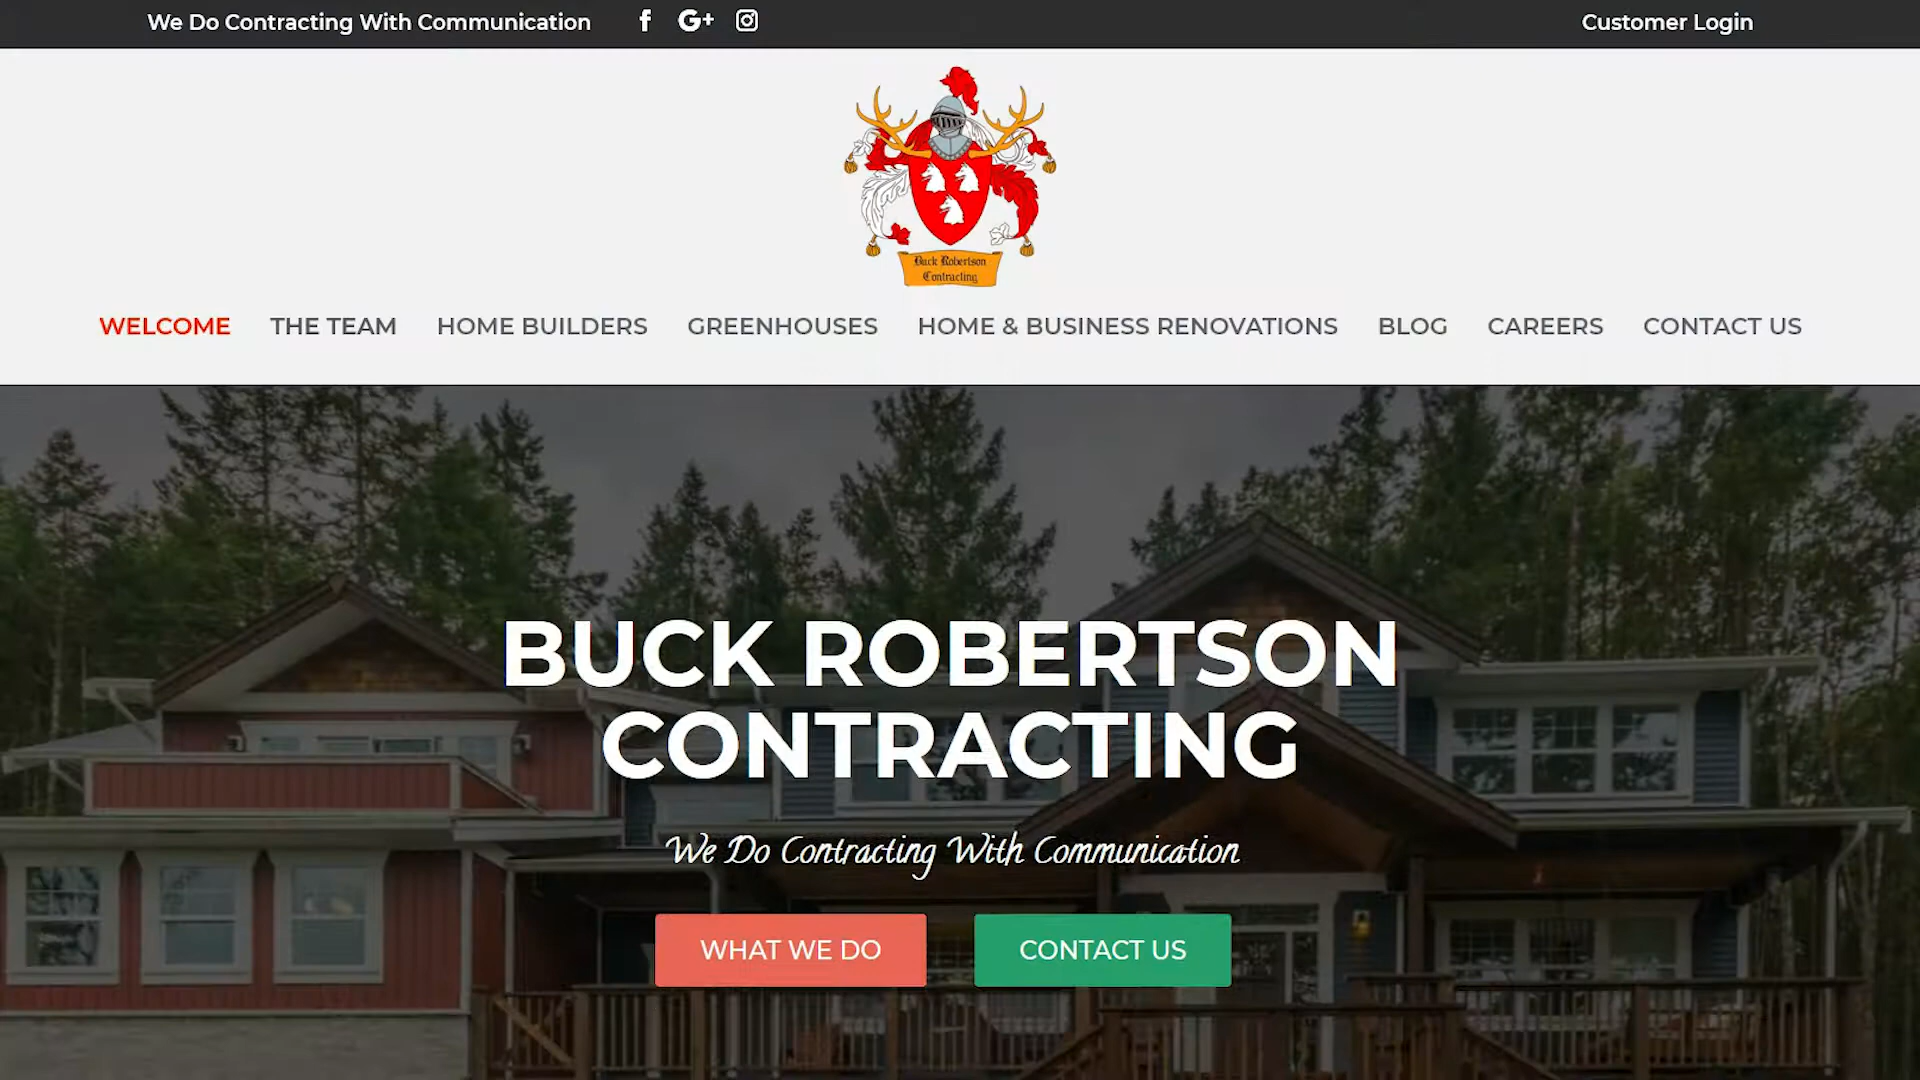 We Do Contracting With Communication
Customer Login
Buck Robertson
Contracting
WELCOME THE TEAM HOME BUILDERS GREENHOUSES HOME & BUSINESS RENOVATIONS BLOG CAREERS CONTACT US
BUCK ROBERTSON
CONTRACTING
We Do Contracting With Communication
WHAT WE DO CONTACT US